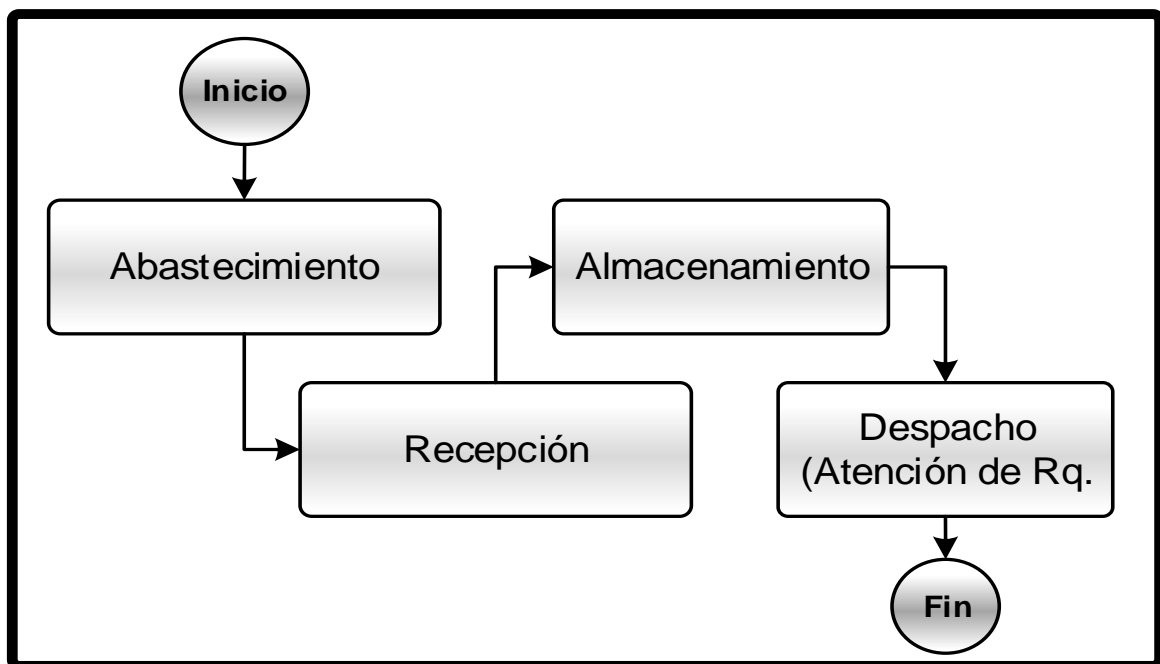 Inicio
Abastecimiento
Recepción
Almacenamiento
Despacho
(Atención de Rq.
Fin